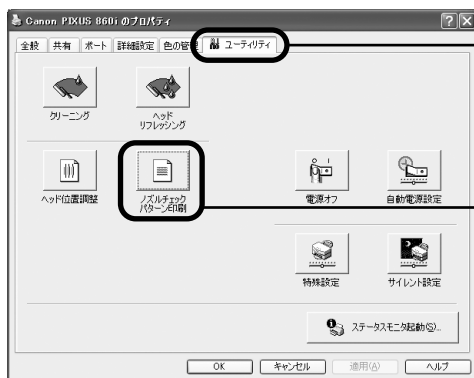 Canon PIXUS 860i のプロパティ
全般 共有 ポート 詳細設定 色の管理 ユーティリティ
クリーニング
ヘッド
リフレッシング
ヘッド位置調整
ノズルチェック
パターン印刷
電源オフ
自動電源設定
特殊設定
サイレント設定
ステータスモニタ起動(S)...
OK キャンセル 適用(A) ヘルプ